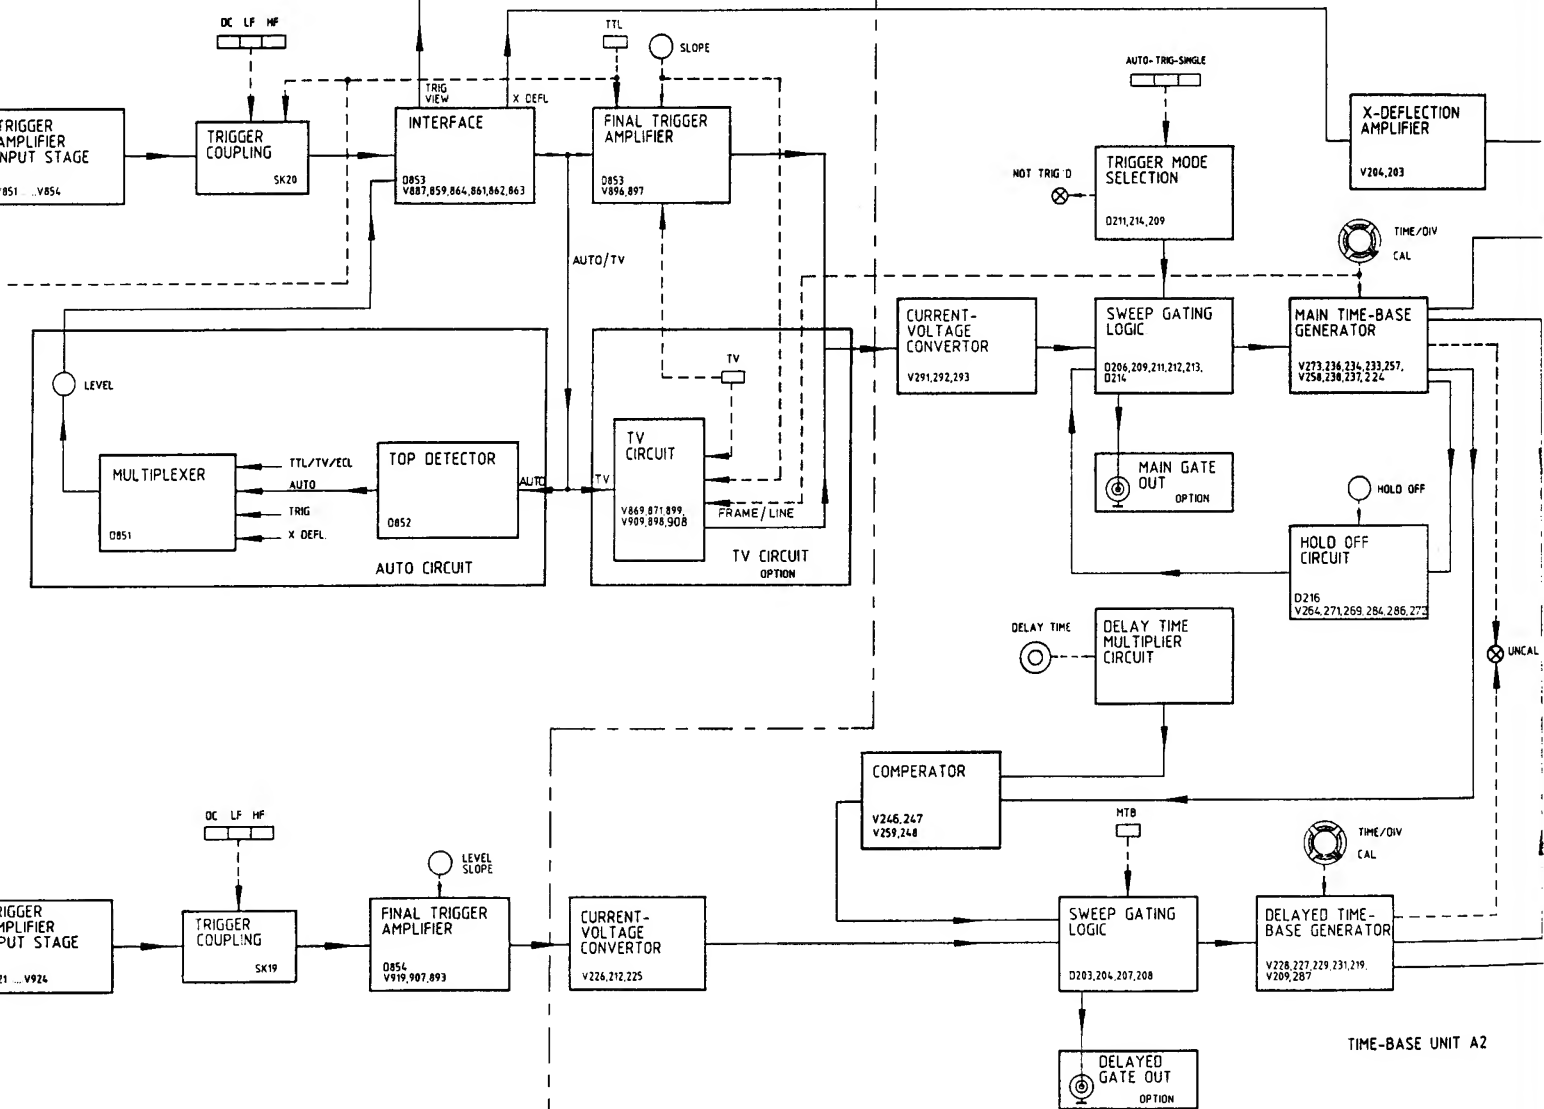 DC LF HF
TTL
SLOPE
AUTO-TRIG-SINGLE
TRIG
VIEW
X DEFL
TRIGGER
AMPLIFIER
INPUT STAGE
V851 ... V854
TRIGGER
COUPLING
SK20
INTERFACE
D853
V887,859,864,861,862,863
FINAL TRIGGER
AMPLIFIER
D853
V896,897
TRIGGER MODE
SELECTION
D211,214,209
NOT TRIG'D
X-DEFLECTION
AMPLIFIER
V204,203
TIME/DIV
CAL
AUTO/TV
CURRENT-
VOLTAGE
CONVERTOR
V291,292,293
SWEEP GATING
LOGIC
D206,209,211,212,213,
D214
MAIN TIME-BASE
GENERATOR
V273,236,234,233,257,
V258,238,237,224
LEVEL
TV
MULTIPLEXER
D851
TTL/TV/ECL
AUTO
TRIG
X DEFL.
TOP DETECTOR
D852
AUTO
TV
TV
CIRCUIT
V869,871,899,
V909,898,908
FRAME/LINE
AUTO CIRCUIT
TV CIRCUIT
OPTION
MAIN GATE
OUT
OPTION
HOLD OFF
HOLD OFF
CIRCUIT
D216
V264,271,269,284,286,272
DELAY TIME
DELAY TIME
MULTIPLIER
CIRCUIT
UNCAL
COMPERATOR
V246,247
V259,248
DC LF HF
LEVEL
SLOPE
MTB
TIME/DIV
CAL
RIGGER
MPLIFIER
PUT STAGE
21 ... V924
TRIGGER
COUPLING
SK19
FINAL TRIGGER
AMPLIFIER
D854
V919,907,893
CURRENT-
VOLTAGE
CONVERTOR
V226,212,225
SWEEP GATING
LOGIC
D203,204,207,208
DELAYED TIME-
BASE GENERATOR
V228,227,229,231,219,
V209,287
DELAYED
GATE OUT
OPTION
TIME-BASE UNIT A2